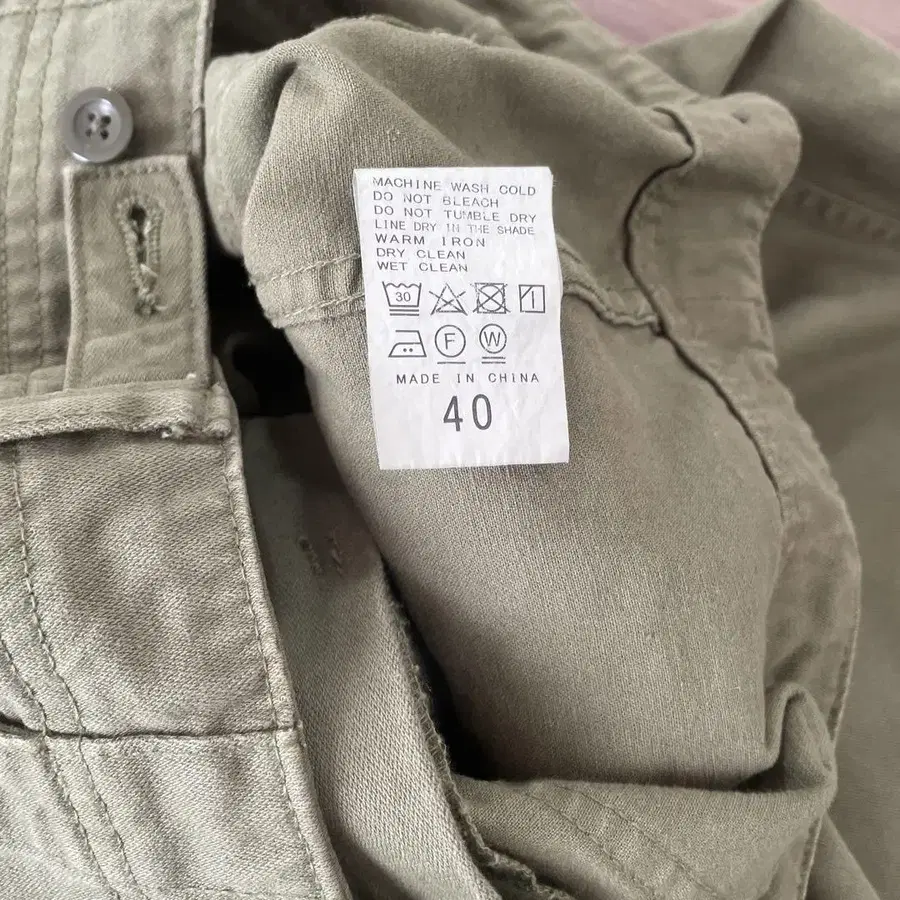 MACHINE WASH COLD
DO NOT BLEACH
DO NOT TUMBLE DRY
LINE DRY IN THE SHADE
WARM IRON
DRY CLEAN
WET CLEAN
30
F W
MADE IN CHINA
40